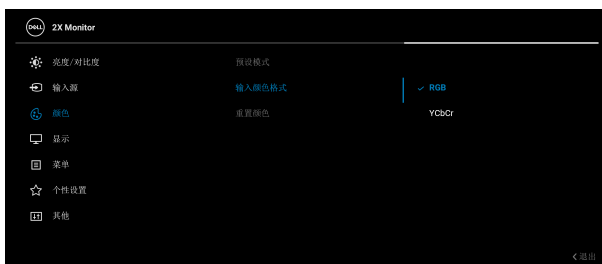 DELL 2X Monitor
亮度/对比度 预设模式
输入源 输入颜色格式 RGB
颜色 重置颜色 YCbCr
显示
菜单
个性设置
其他
退出